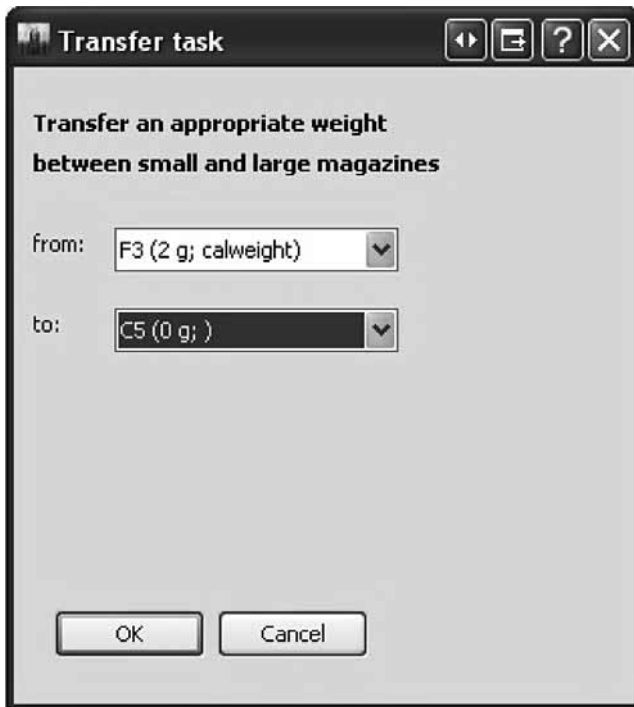 Transfer task
Transfer an appropriate weight
between small and large magazines
from: F3 (2 g; calweight)
to: C5 (0 g; )
OK Cancel